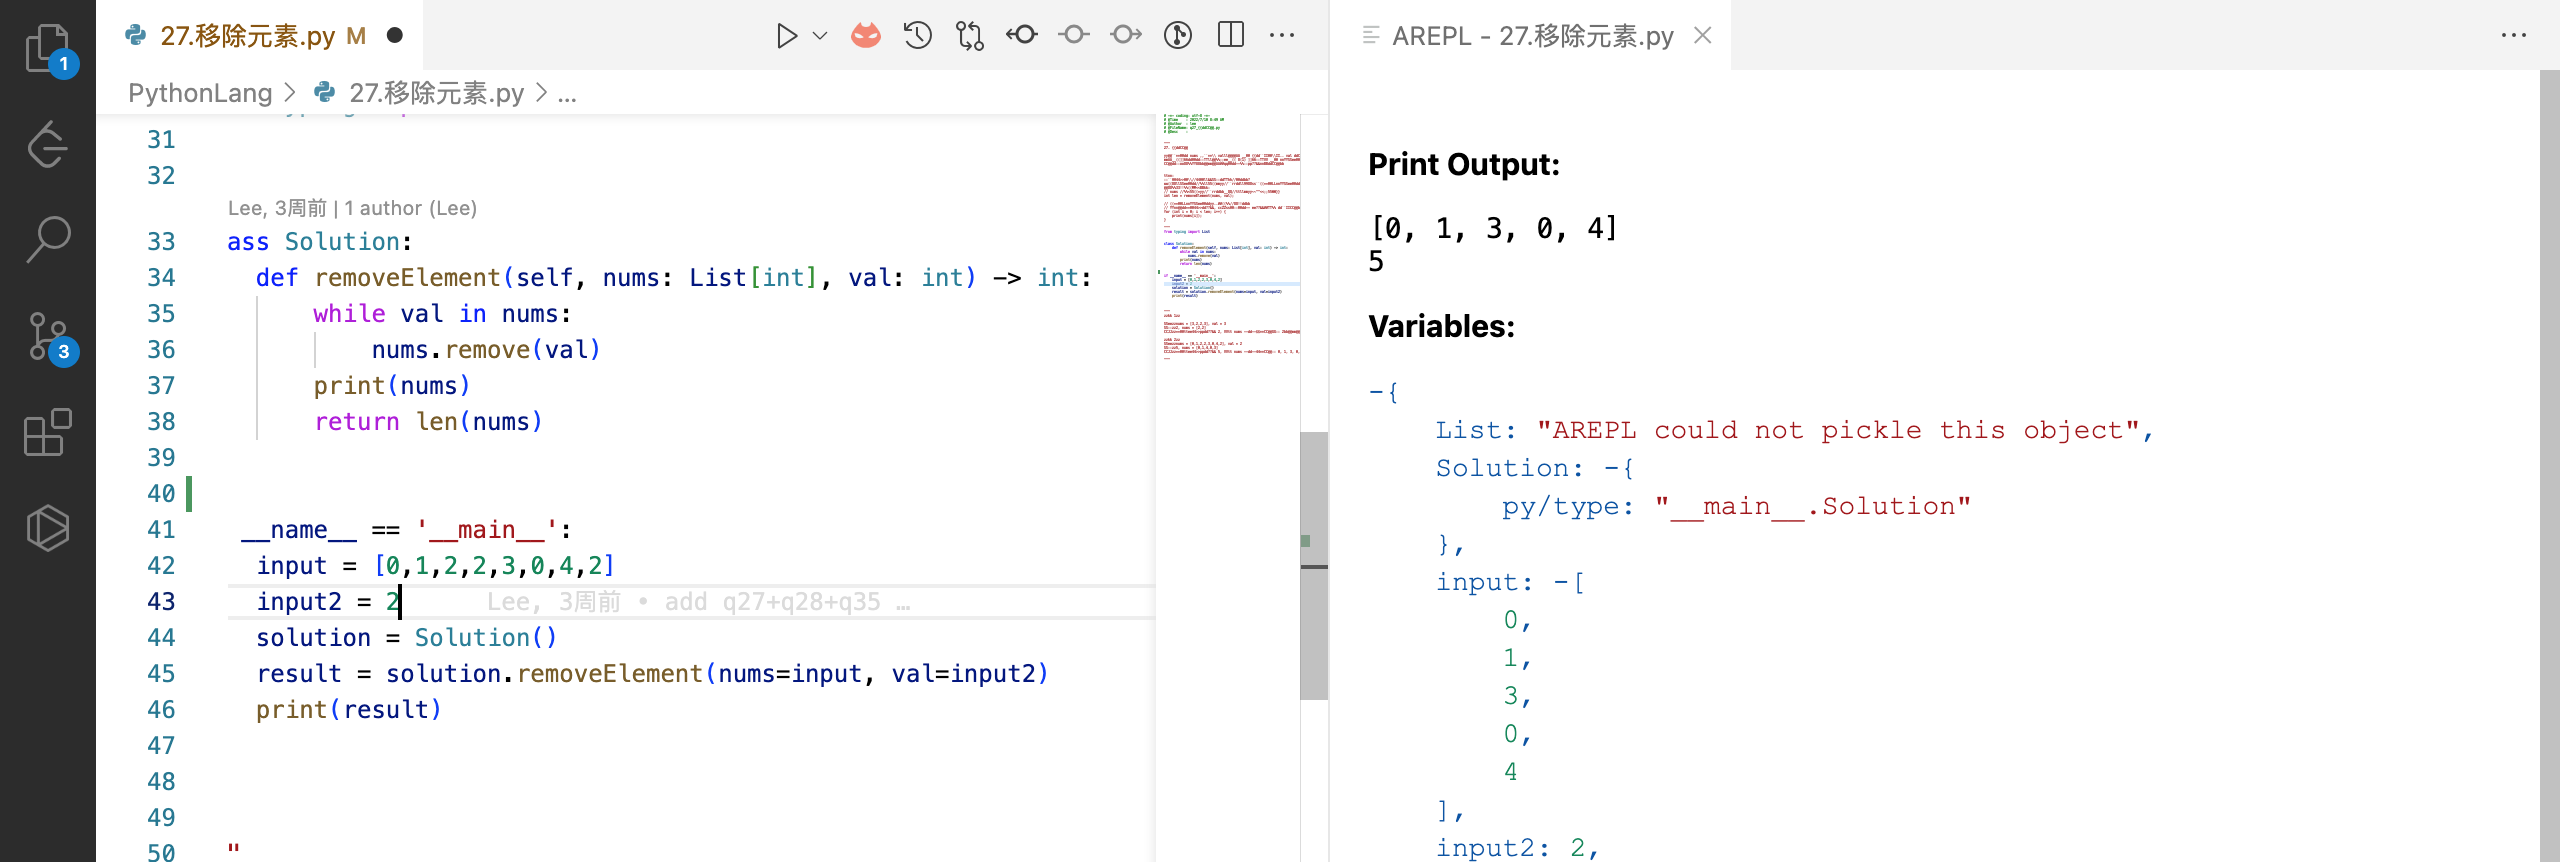 27.移除元素.py M
PythonLang > 27.移除元素.py > ...
31
32
Lee, 3周前 | 1 author (Lee)
33 ass Solution:
34 def removeElement(self, nums: List[int], val: int) -> int:
35 while val in nums:
36 nums.remove(val)
37 print(nums)
38 return len(nums)
39
40
41 __name__ == '__main__':
42 input = [0,1,2,2,3,0,4,2]
43 input2 = 2 Lee, 3周前 • add q27+q28+q35 …
44 solution = Solution()
45 result = solution.removeElement(nums=input, val=input2)
46 print(result)
47
48
49
50 "
1
3
AREPL - 27.移除元素.py
Print Output:
[0, 1, 3, 0, 4]
5
Variables:
-{
List: "AREPL could not pickle this object",
Solution: -{
py/type: "__main__.Solution"
},
input: -[
0,
1,
3,
0,
4
],
input2: 2,